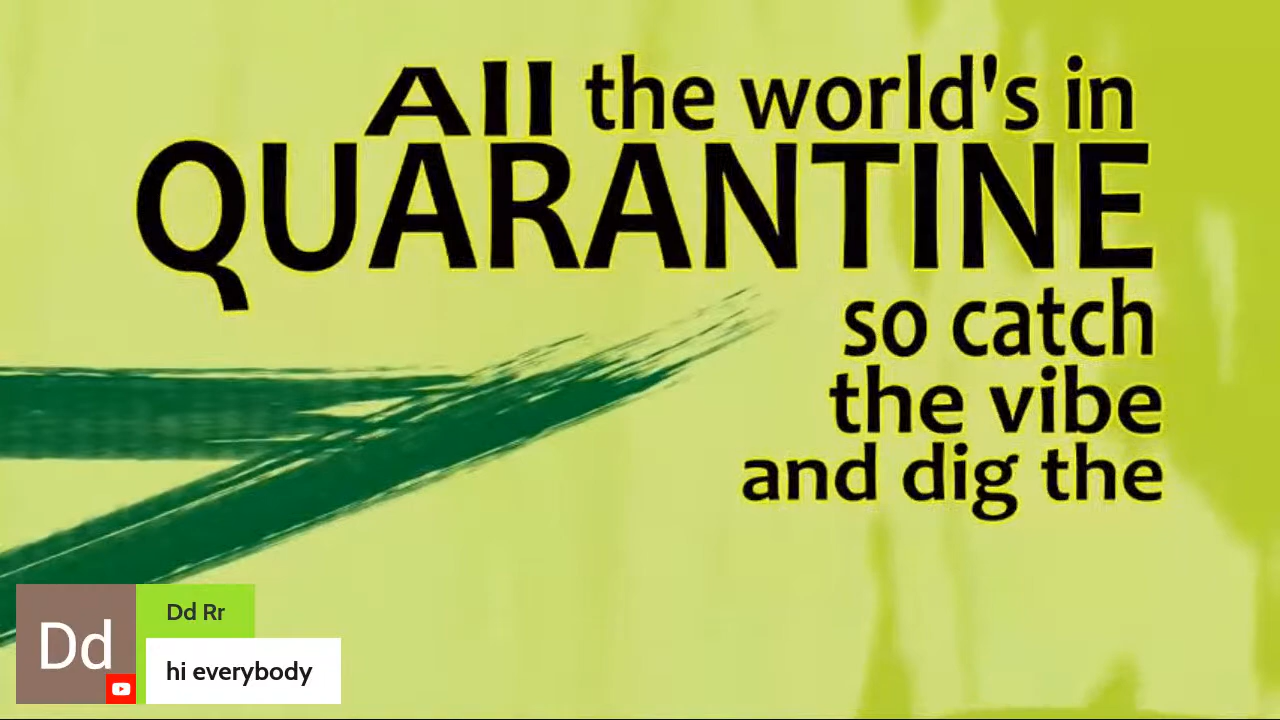 All the world's in
QUARANTINE
so catch
the vibe
and dig the
Dd
Dd Rr
hi everybody